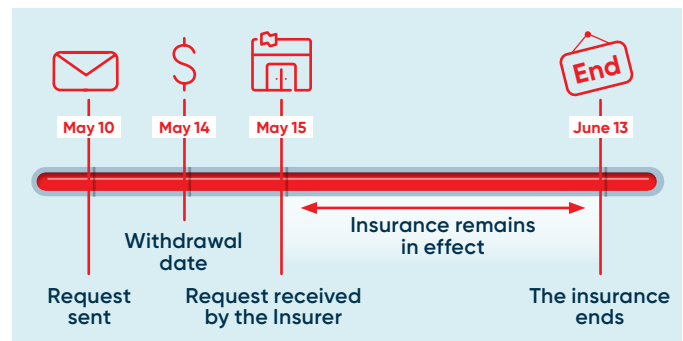 End
May 10
May 14
May 15
June 13
Insurance remains
in effect
Withdrawal
date
Request
sent
Request received
by the Insurer
The insurance
ends